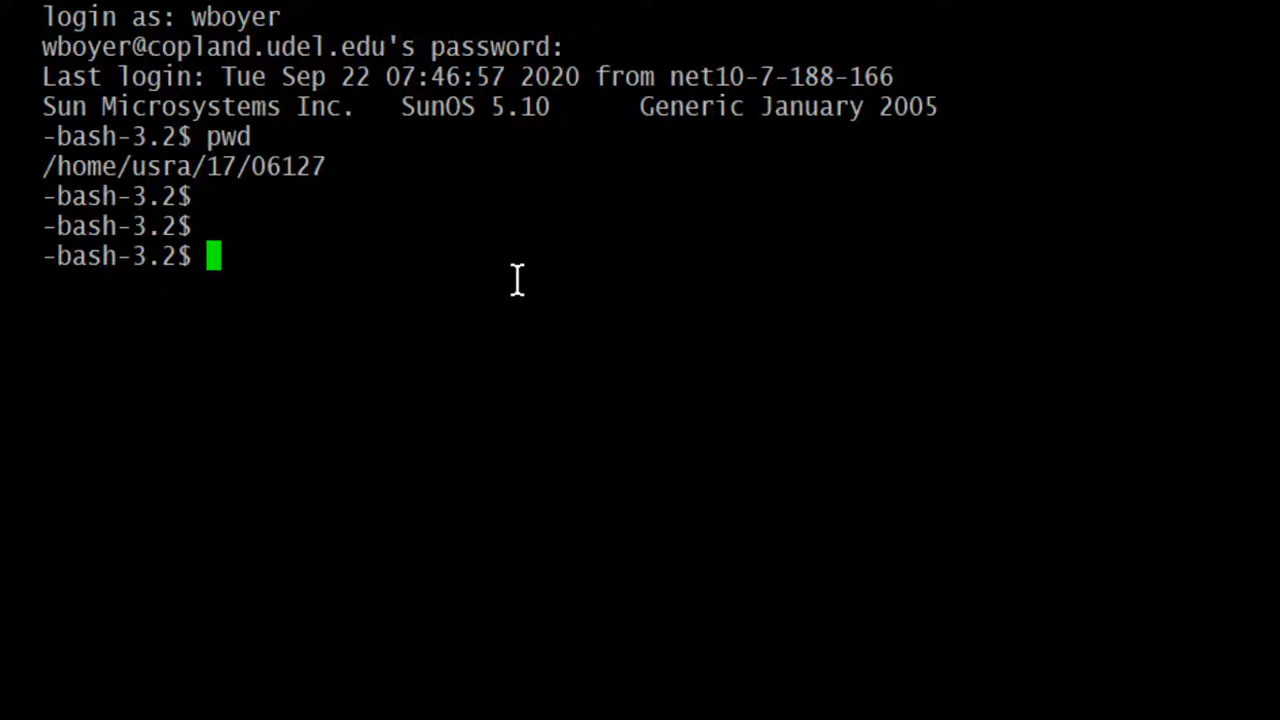 login as: wboyer
wboyer@copland.udel.edu's password:
Last login: Tue Sep 22 07:46:57 2020 from net10-7-188-166
Sun Microsystems Inc.   SunOS 5.10      Generic January 2005
-bash-3.2$ pwd
/home/usra/17/06127
-bash-3.2$
-bash-3.2$
-bash-3.2$